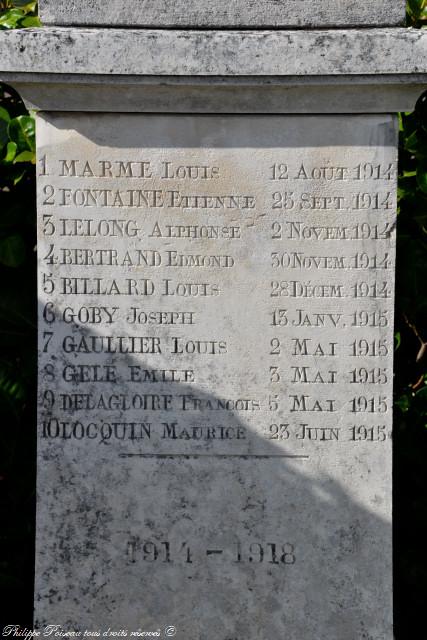 1 MARME LOUIS 12 AOUT 1914
2 FONTAINE ETIENNE 25 SEPT. 1914
3 LELONG ALPHONSE 2 NOVEM. 1914
4 BERTRAND EDMOND 30 NOVEM. 1914
5 BILLARD LOUIS 28 DÉCEM. 1914
6 GOBY JOSEPH 13 JANV. 1915
7 GAULLIER LOUIS 2 MAI 1915
8 GELÉ EMILE 3 MAI 1915
9 DELAGLOIRE FRANÇOIS 5 MAI 1915
10 LOCQUIN MAURICE 23 JUIN 1915
1914 - 1918
Philippe Poiseau tous droits réservés ©